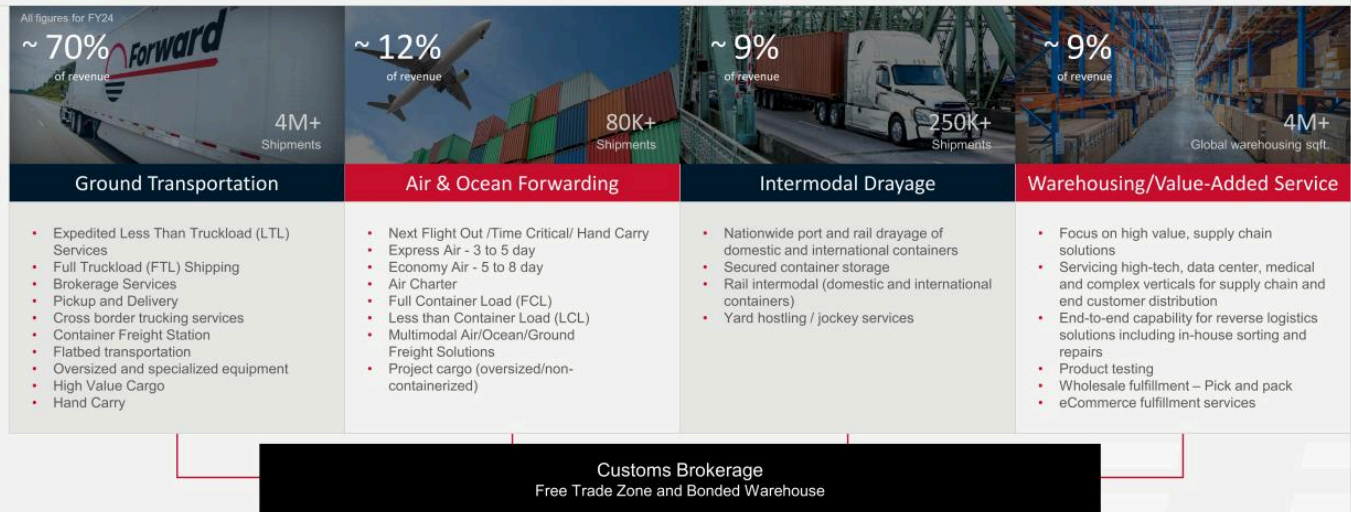 All figures for FY24
~ 70%
of revenue
Forward
4M+
Shipments
Ground Transportation
• Expedited Less Than Truckload (LTL)
Services
• Full Truckload (FTL) Shipping
• Brokerage Services
• Pickup and Delivery
• Cross border trucking services
• Container Freight Station
• Flatbed transportation
• Oversized and specialized equipment
• High Value Cargo
• Hand Carry
~ 12%
of revenue
80K+
Shipments
Air & Ocean Forwarding
• Next Flight Out /Time Critical/ Hand Carry
• Express Air - 3 to 5 day
• Economy Air - 5 to 8 day
• Air Charter
• Full Container Load (FCL)
• Less than Container Load (LCL)
• Multimodal Air/Ocean/Ground
Freight Solutions
• Project cargo (oversized/non-
containerized)
~ 9%
of revenue
250K+
Shipments
Intermodal Drayage
• Nationwide port and rail drayage of
domestic and international containers
• Secured container storage
• Rail intermodal (domestic and international
containers)
• Yard hostling / jockey services
~ 9%
of revenue
4M+
Global warehousing sqft.
Warehousing/Value-Added Service
• Focus on high value, supply chain
solutions
• Servicing high-tech, data center, medical
and complex verticals for supply chain and
end customer distribution
• End-to-end capability for reverse logistics
solutions including in-house sorting and
repairs
• Product testing
• Wholesale fulfillment – Pick and pack
• eCommerce fulfillment services
Customs Brokerage
Free Trade Zone and Bonded Warehouse